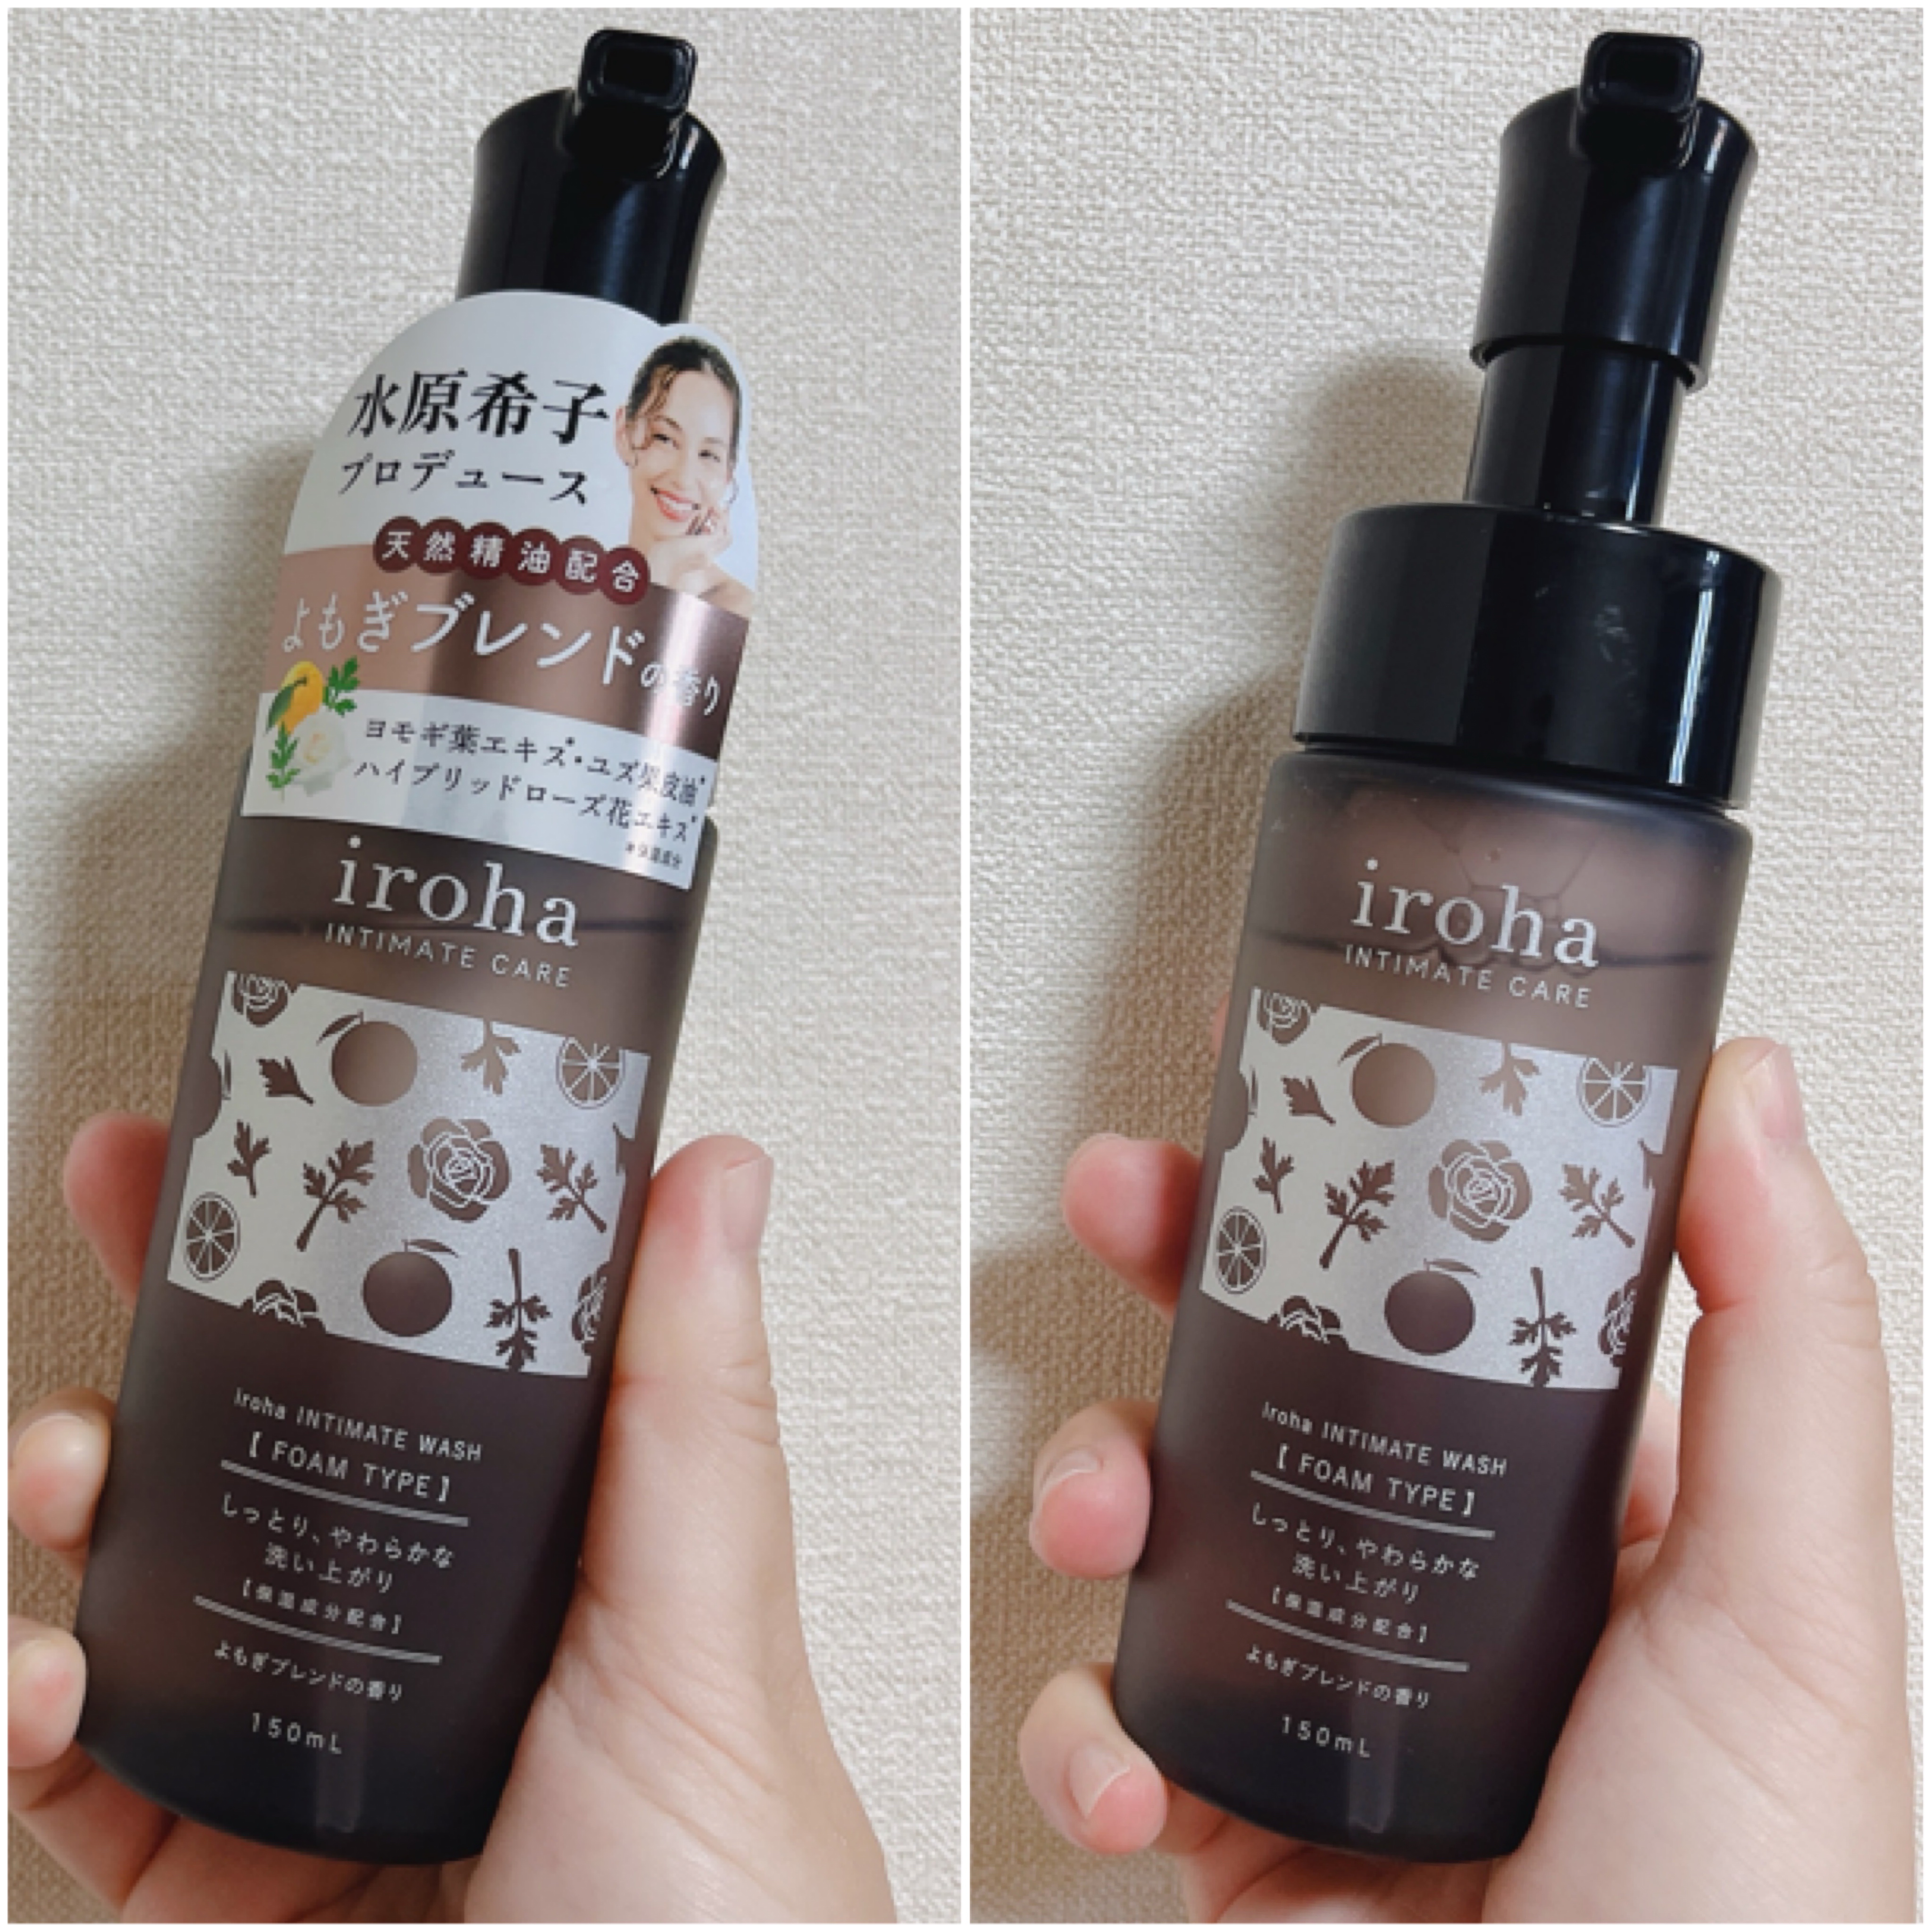 水原希子
プロデュース
天然精油配合
よもぎブレンドの香り
ヨモギ葉エキス*・ユズ果皮油*
ハイブリッドローズ花エキス*
*保湿成分
iroha
INTIMATE CARE
iroha INTIMATE WASH
【 FOAM TYPE 】
しっとり、やわらかな
洗い上がり
【保湿成分配合】
よもぎブレンドの香り
150mL
iroha
INTIMATE CARE
iroha INTIMATE WASH
【 FOAM TYPE 】
しっとり、やわらかな
洗い上がり
【保湿成分配合】
よもぎブレンドの香り
150mL